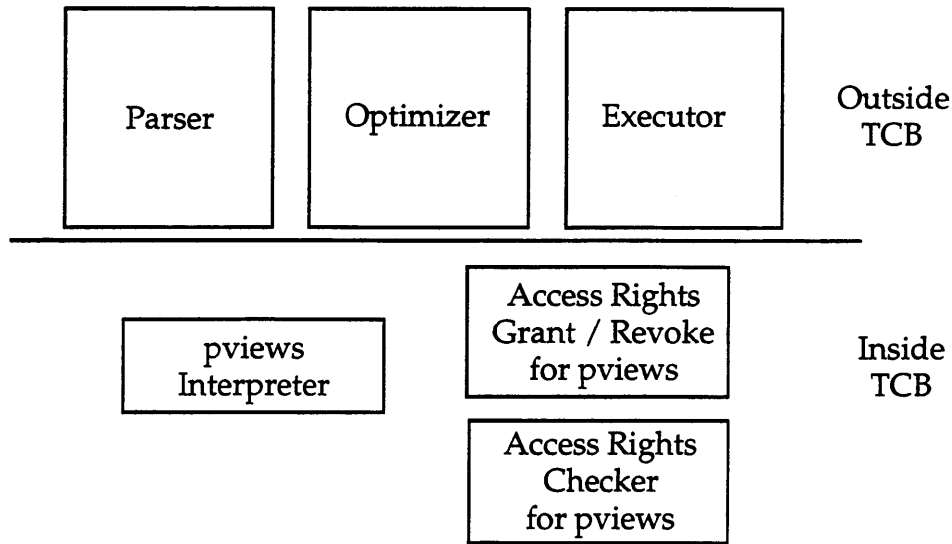 Parser
Optimizer
Executor
Outside
TCB
pviews
Interpreter
Access Rights
Grant / Revoke
for pviews
Inside
TCB
Access Rights
Checker
for pviews